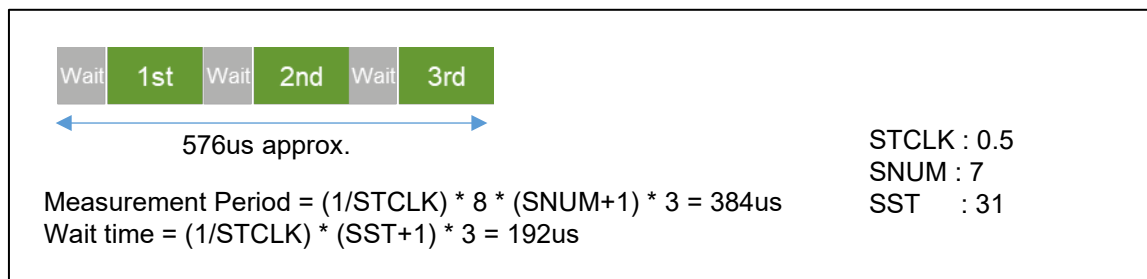 Wait 1st Wait 2nd Wait 3rd
576us approx.
STCLK : 0.5
SNUM : 7
SST : 31
Measurement Period = (1/STCLK) * 8 * (SNUM+1) * 3 = 384us
Wait time = (1/STCLK) * (SST+1) * 3 = 192us